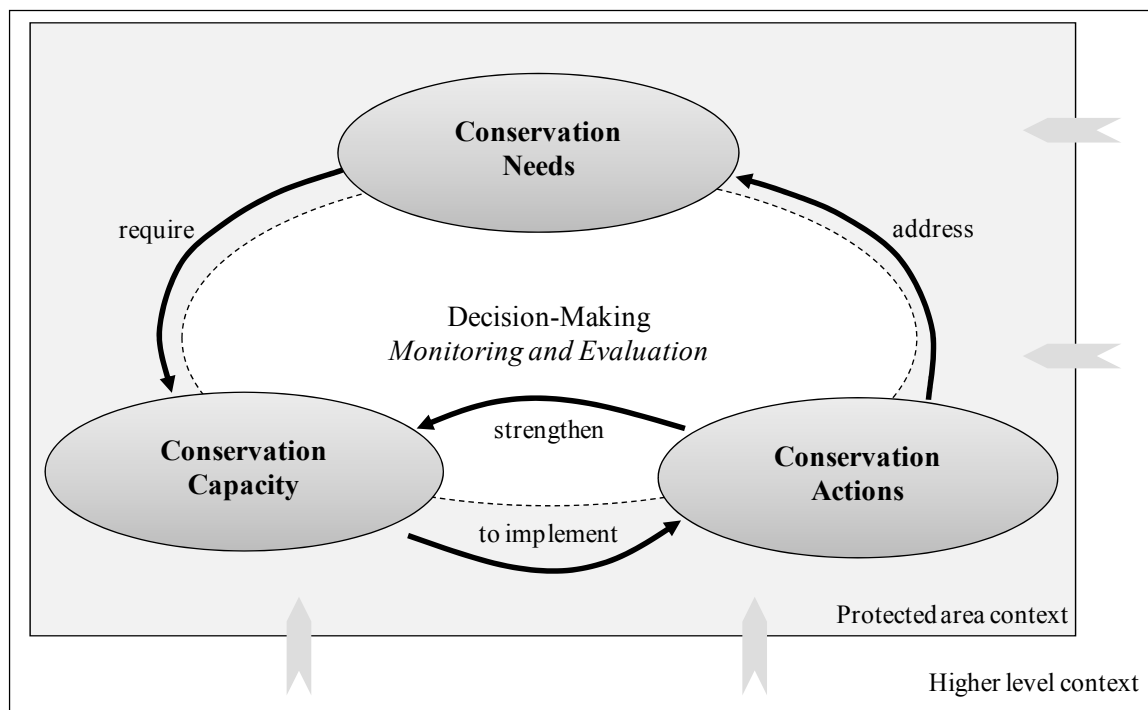 Conservation
Needs
require
address
Decision-Making
Monitoring and Evaluation
strengthen
Conservation
Capacity
Conservation
Actions
to implement
Protected area context
Higher level context